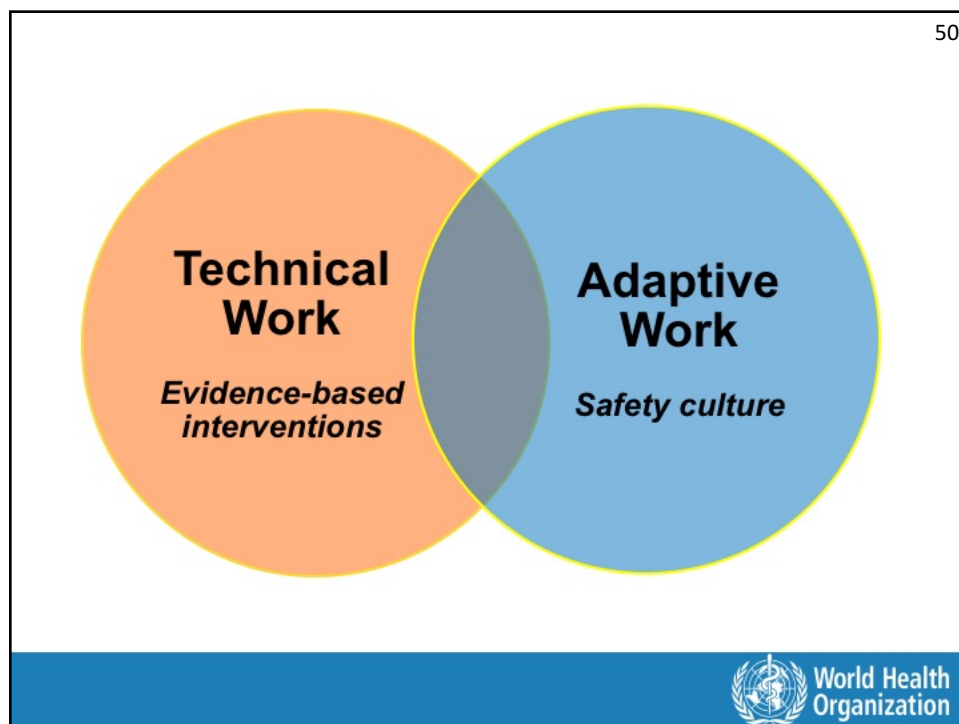 50
Technical
Work
Evidence-based
interventions
Adaptive
Work
Safety culture
World Health
Organization